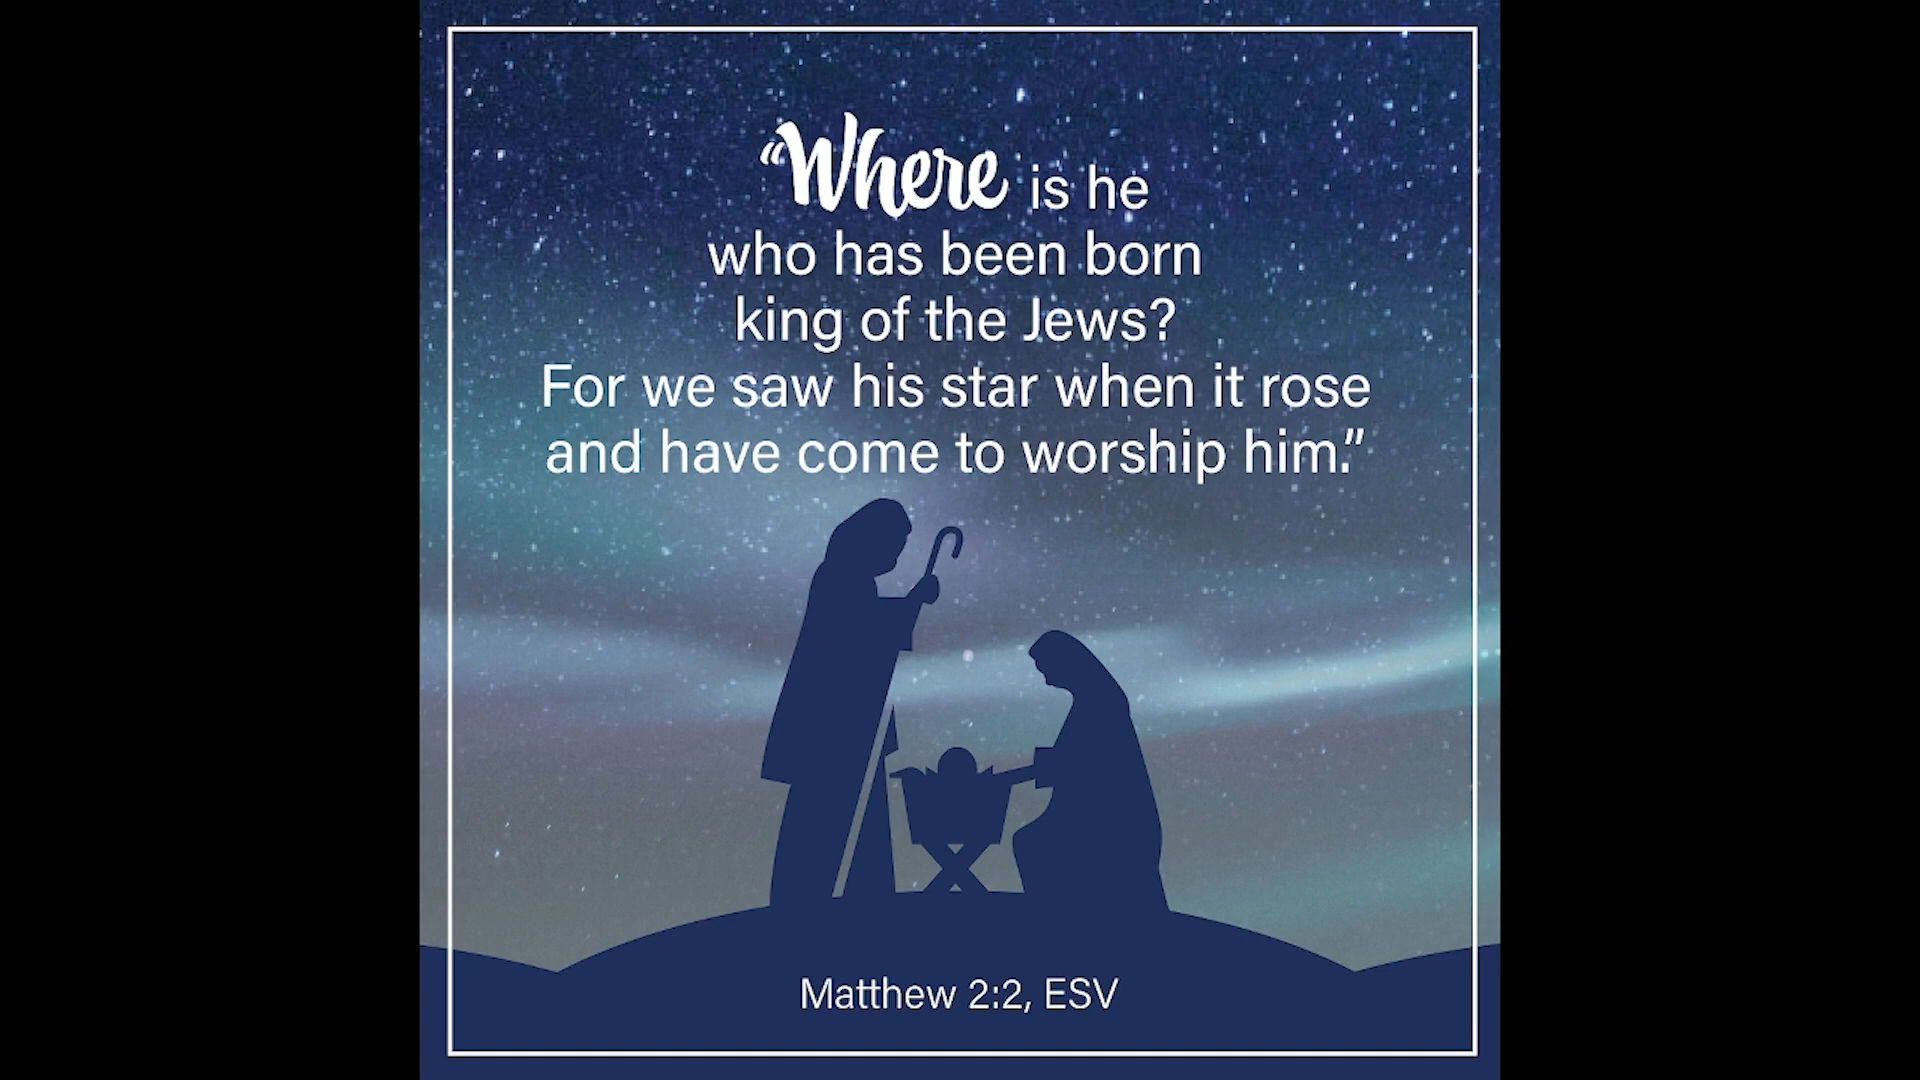 “Where is he
who has been born
king of the Jews?
For we saw his star when it rose
and have come to worship him.”
Matthew 2:2, ESV